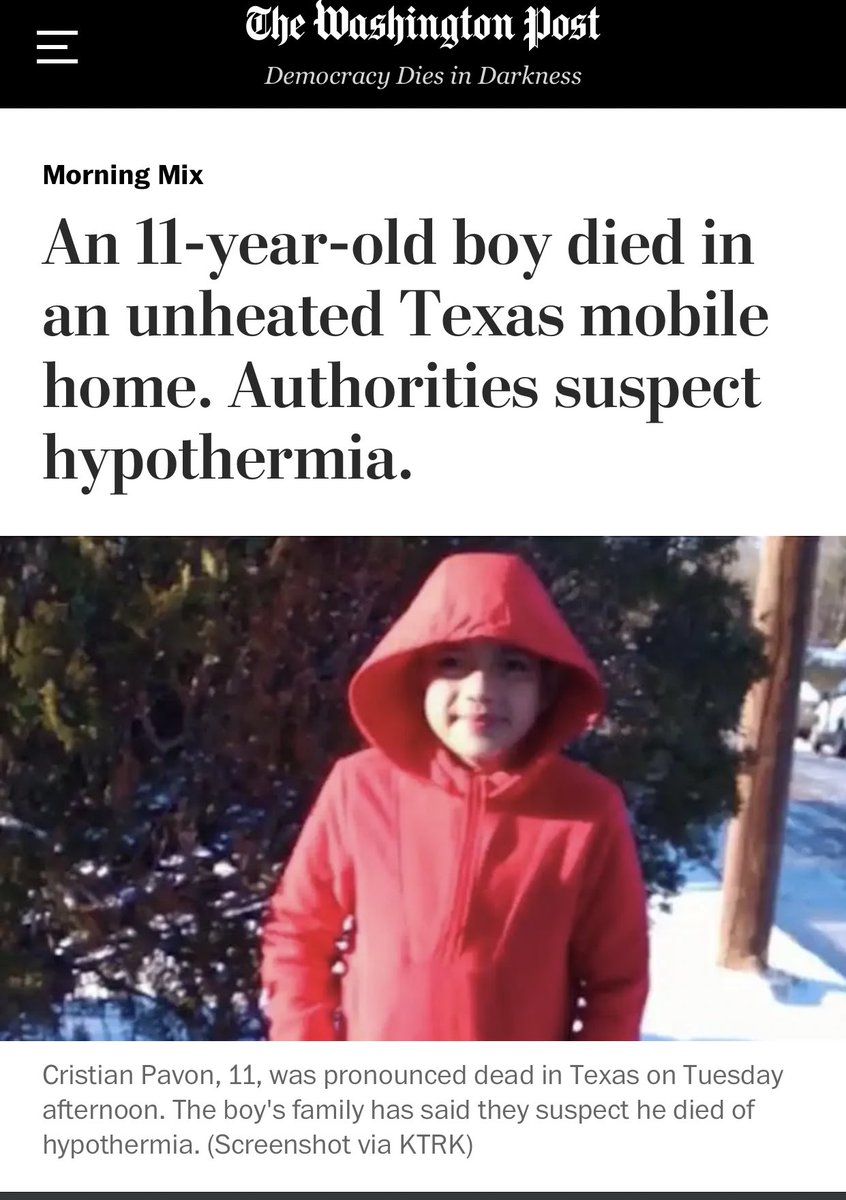 The Washington Post
Democracy Dies in Darkness
Morning Mix
An 11-year-old boy died in
an unheated Texas mobile
home. Authorities suspect
hypothermia.
Cristian Pavon, 11, was pronounced dead in Texas on Tuesday
afternoon. The boy's family has said they suspect he died of
hypothermia. (Screenshot via KTRK)